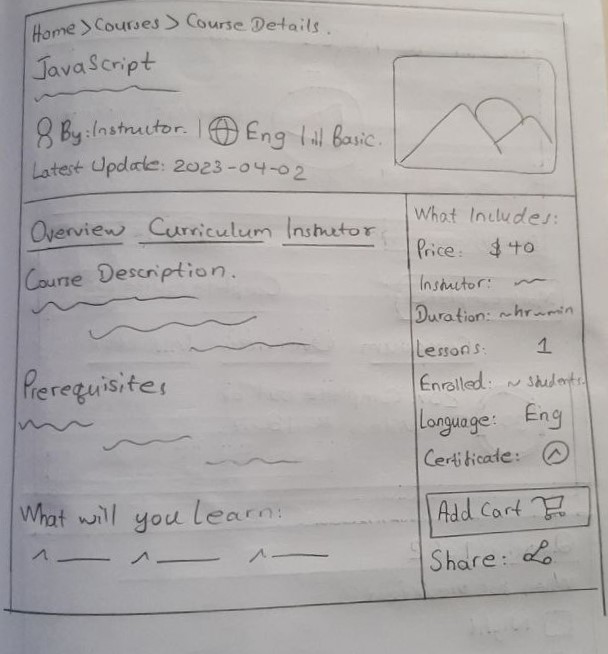 Home > Courses > Course Details.
JavaScript
By: Instructor. | Eng | Basic.
Latest Update: 2023-04-02
Overview Curriculum Instructor
Course Description.
Prerequisites
What will you Learn:
What Includes:
Price: $40
Instructor:
Duration: ~hr~min
Lessons: 1
Enrolled: ~ students.
Language: Eng
Certificate:
Add Cart
Share: